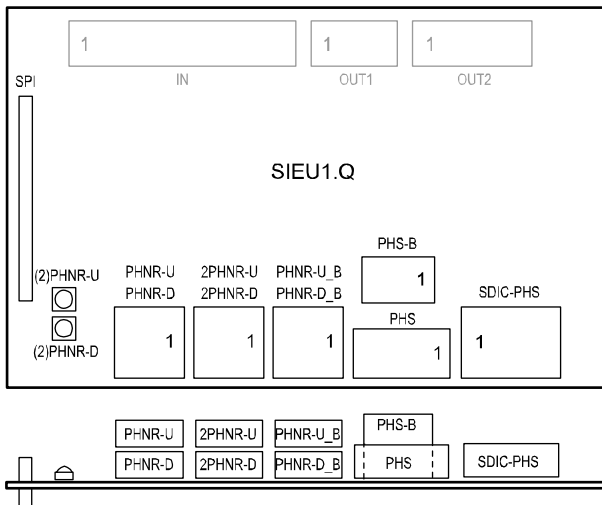 1 1 1
IN OUT1 OUT2
SPI
SIEU1.Q
PHS-B
1
(2)PHNR-U PHNR-U 2PHNR-U PHNR-U_B SDIC-PHS
PHNR-D 2PHNR-D PHNR-D_B
PHS
1 1 1 1 1
(2)PHNR-D
PHNR-U 2PHNR-U PHNR-U_B PHS-B
PHNR-D 2PHNR-D PHNR-D_B PHS SDIC-PHS